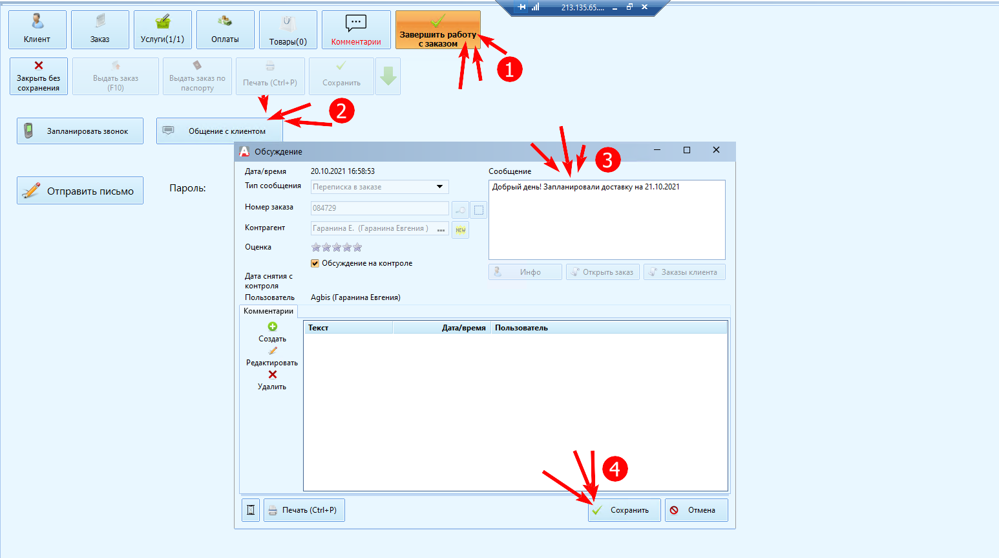 213.135.65....
Клиент
Заказ
Услуги(1/1)
Оплаты
Товары(0)
Комментарии
Завершить работу
с заказом
1
Закрыть без
сохранения
Выдать заказ
(F10)
Выдать заказ по
паспорту
Печать (Ctrl+P)
Сохранить
2
Запланировать звонок
Общение с клиентом
Отправить письмо
Пароль:
Обсуждение
3
Дата/время
20.10.2021 16:58:53
Сообщение
Тип сообщения
Переписка в заказе
Добрый день! Запланировали доставку на 21.10.2021
Номер заказа
084729
Контрагент
Гаранина Е. (Гаранина Евгения )
...
NEW
Оценка
Обсуждение на контроле
Инфо
Открыть заказ
Заказы клиента
Дата снятия с
контроля
Пользователь
Agbis (Гаранина Евгения)
Комментарии
Создать
Редактировать
Удалить
Текст
Дата/время
Пользователь
4
Печать (Ctrl+P)
Сохранить
Отмена